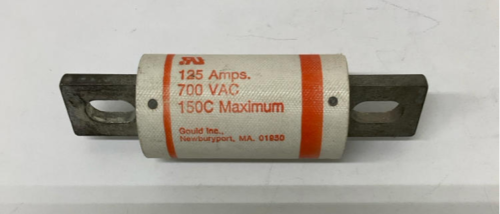 125 Amps.
700 VAC
150C Maximum
Gould Inc.,
Newburyport, MA. 01950